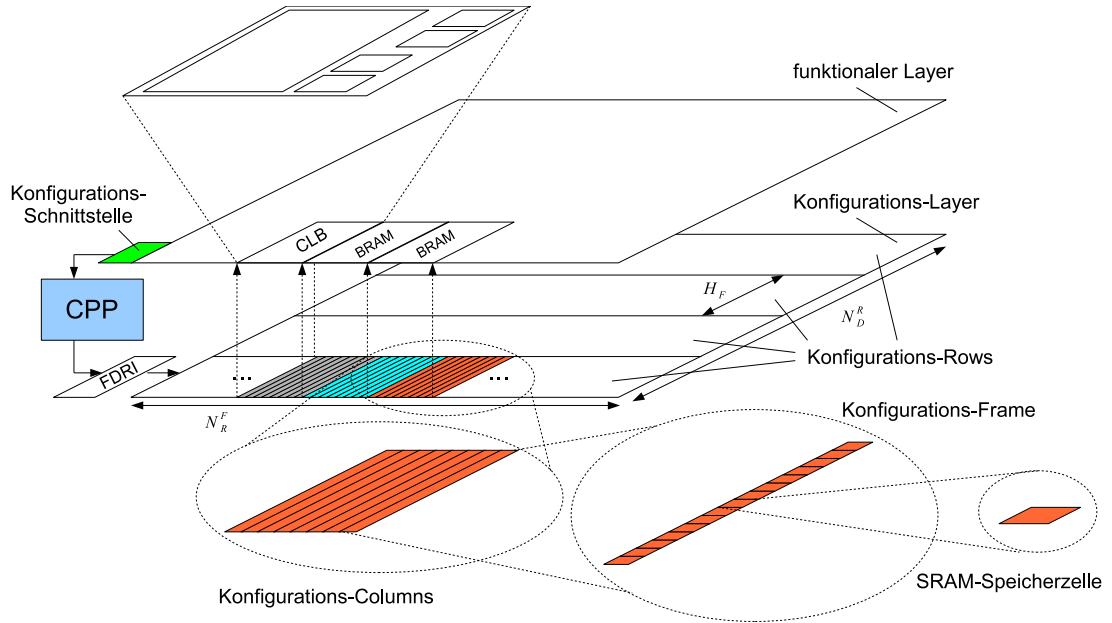 funktionaler Layer
Konfigurations-
Schnittstelle
Konfigurations-Layer
CLB
BRAM
BRAM
CPP
H_F
N_D^R
FDRI
...
...
Konfigurations-Rows
N_R^F
Konfigurations-Frame
SRAM-Speicherzelle
Konfigurations-Columns